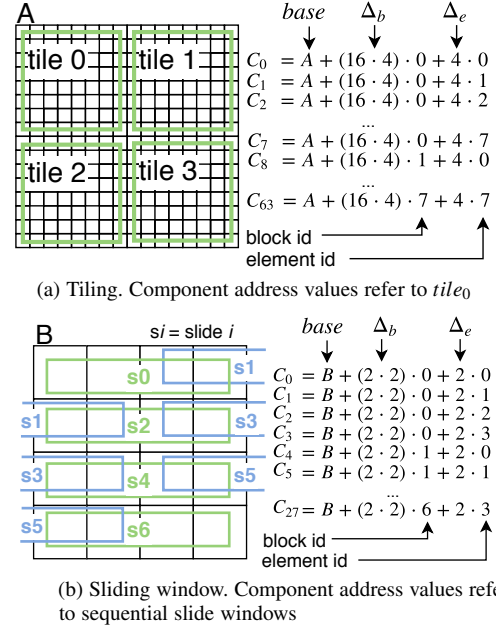 A
base Δb Δe
tile 0 tile 1
tile 2 tile 3
C0 = A + (16 · 4) · 0 + 4 · 0
C1 = A + (16 · 4) · 0 + 4 · 1
C2 = A + (16 · 4) · 0 + 4 · 2
...
C7 = A + (16 · 4) · 0 + 4 · 7
C8 = A + (16 · 4) · 1 + 4 · 0
...
C63 = A + (16 · 4) · 7 + 4 · 7
block id
element id
(a) Tiling. Component address values refer to tile0
B
si = slide i
base Δb Δe
s0 s1
s1 s2 s3
s3 s4 s5
s5 s6
C0 = B + (2 · 2) · 0 + 2 · 0
C1 = B + (2 · 2) · 0 + 2 · 1
C2 = B + (2 · 2) · 0 + 2 · 2
C3 = B + (2 · 2) · 0 + 2 · 3
C4 = B + (2 · 2) · 1 + 2 · 0
C5 = B + (2 · 2) · 1 + 2 · 1
...
C27 = B + (2 · 2) · 6 + 2 · 3
block id
element id
(b) Sliding window. Component address values refe
to sequential slide windows